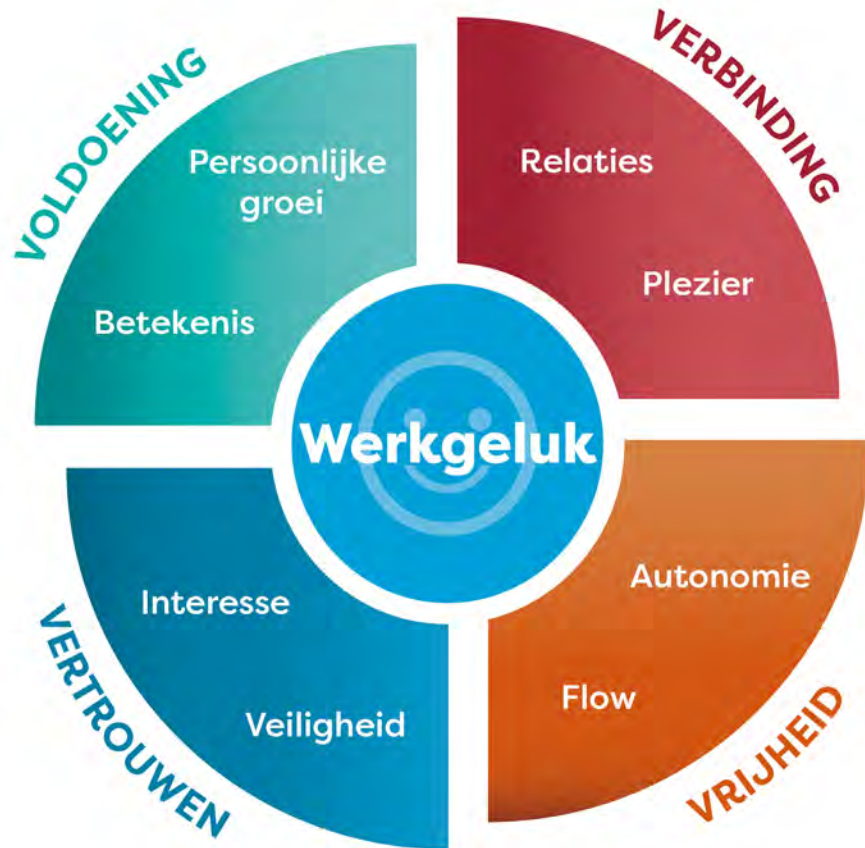 VOLDOENING
Persoonlijke
groei
Betekenis
VERBINDING
Relaties
Plezier
Werkgeluk
VERTROUWEN
Interesse
Veiligheid
VRIJHEID
Autonomie
Flow